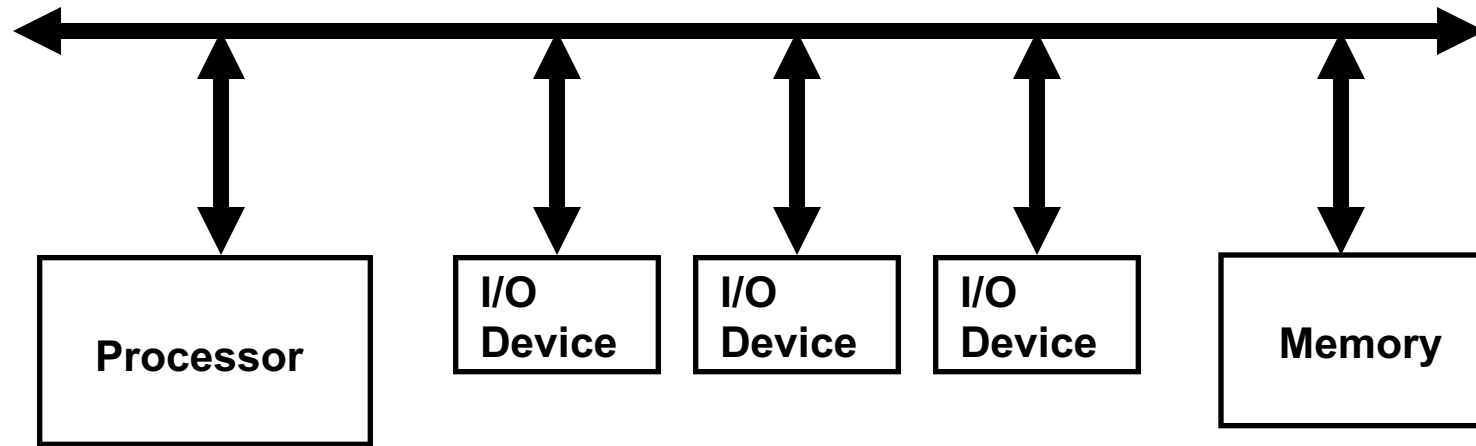 Processor
I/O
Device
I/O
Device
I/O
Device
Memory